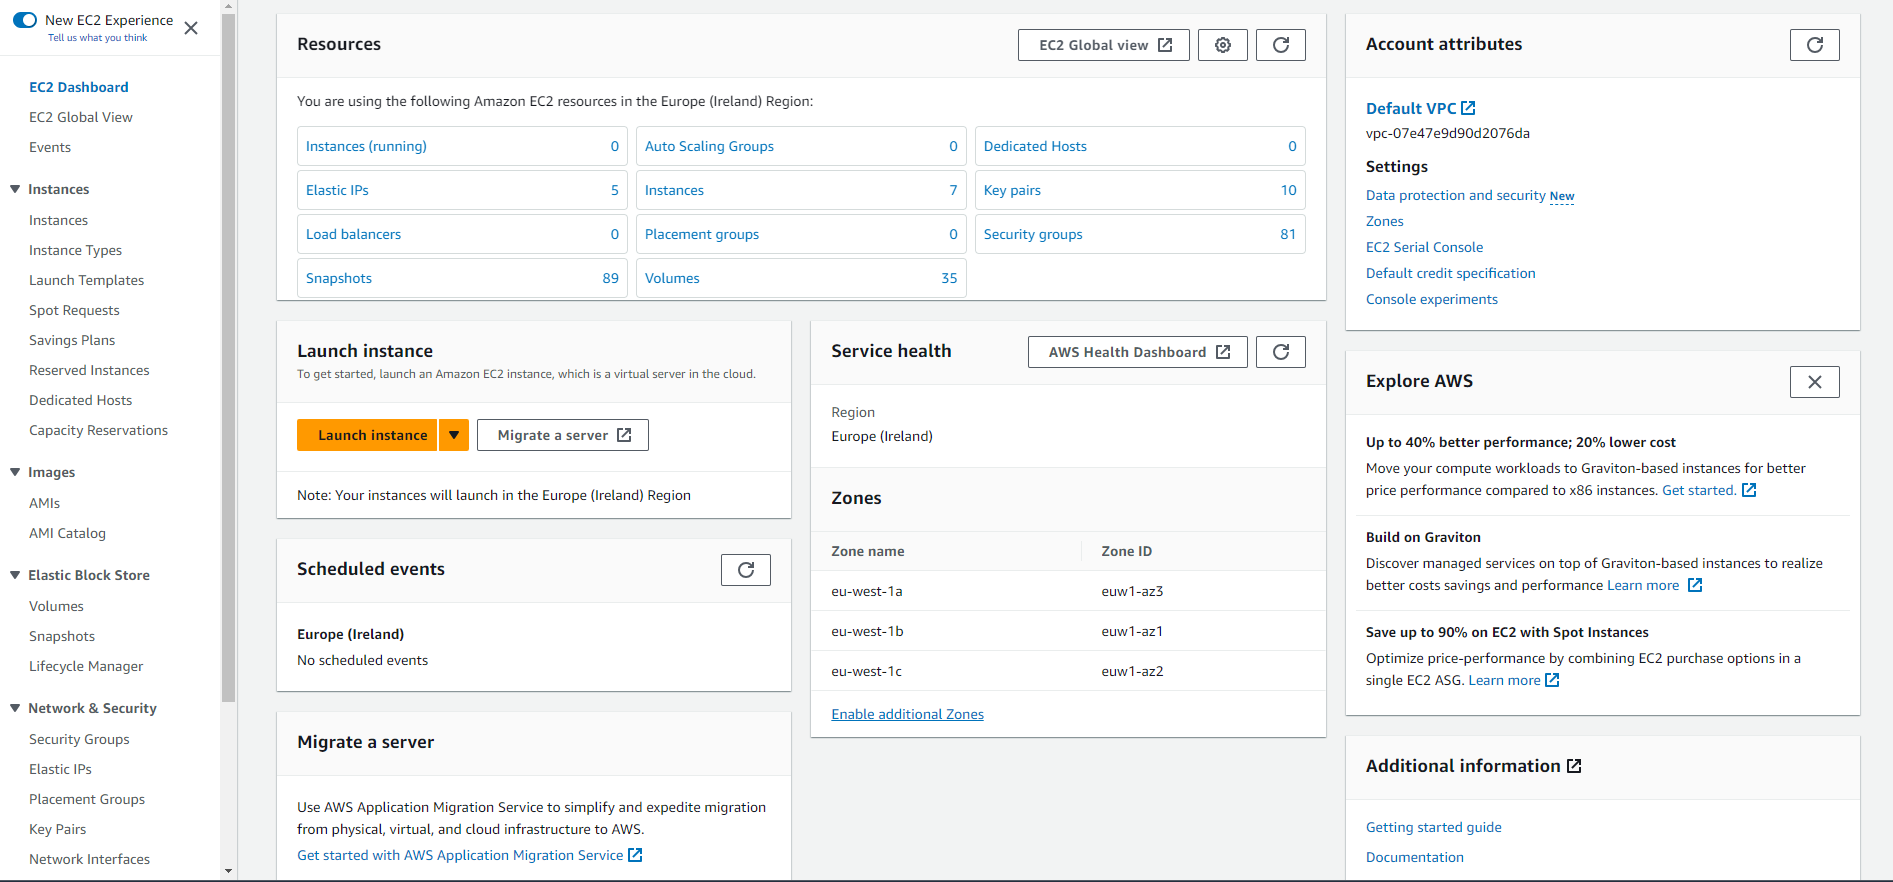 New EC2 Experience
Tell us what you think
EC2 Dashboard
EC2 Global View
Events
Instances
Instances
Instance Types
Launch Templates
Spot Requests
Savings Plans
Reserved Instances
Dedicated Hosts
Capacity Reservations
Images
AMIs
AMI Catalog
Elastic Block Store
Volumes
Snapshots
Lifecycle Manager
Network & Security
Security Groups
Elastic IPs
Placement Groups
Key Pairs
Network Interfaces
Resources
EC2 Global view
You are using the following Amazon EC2 resources in the Europe (Ireland) Region:
Instances (running) 0
Auto Scaling Groups 0
Dedicated Hosts 0
Elastic IPs 5
Instances 7
Key pairs 10
Load balancers 0
Placement groups 0
Security groups 81
Snapshots 89
Volumes 35
Launch instance
To get started, launch an Amazon EC2 instance, which is a virtual server in the cloud.
Launch instance
Migrate a server
Note: Your instances will launch in the Europe (Ireland) Region
Scheduled events
Europe (Ireland)
No scheduled events
Migrate a server
Use AWS Application Migration Service to simplify and expedite migration
from physical, virtual, and cloud infrastructure to AWS.
Get started with AWS Application Migration Service
Service health
AWS Health Dashboard
Region
Europe (Ireland)
Zones
Zone name Zone ID
eu-west-1a euw1-az3
eu-west-1b euw1-az1
eu-west-1c euw1-az2
Enable additional Zones
Account attributes
Default VPC
vpc-07e47e9d90d2076da
Settings
Data protection and security New
Zones
EC2 Serial Console
Default credit specification
Console experiments
Explore AWS
Up to 40% better performance; 20% lower cost
Move your compute workloads to Graviton-based instances for better
price performance compared to x86 instances. Get started.
Build on Graviton
Discover managed services on top of Graviton-based instances to realize
better costs savings and performance Learn more
Save up to 90% on EC2 with Spot Instances
Optimize price-performance by combining EC2 purchase options in a
single EC2 ASG. Learn more
Additional information
Getting started guide
Documentation